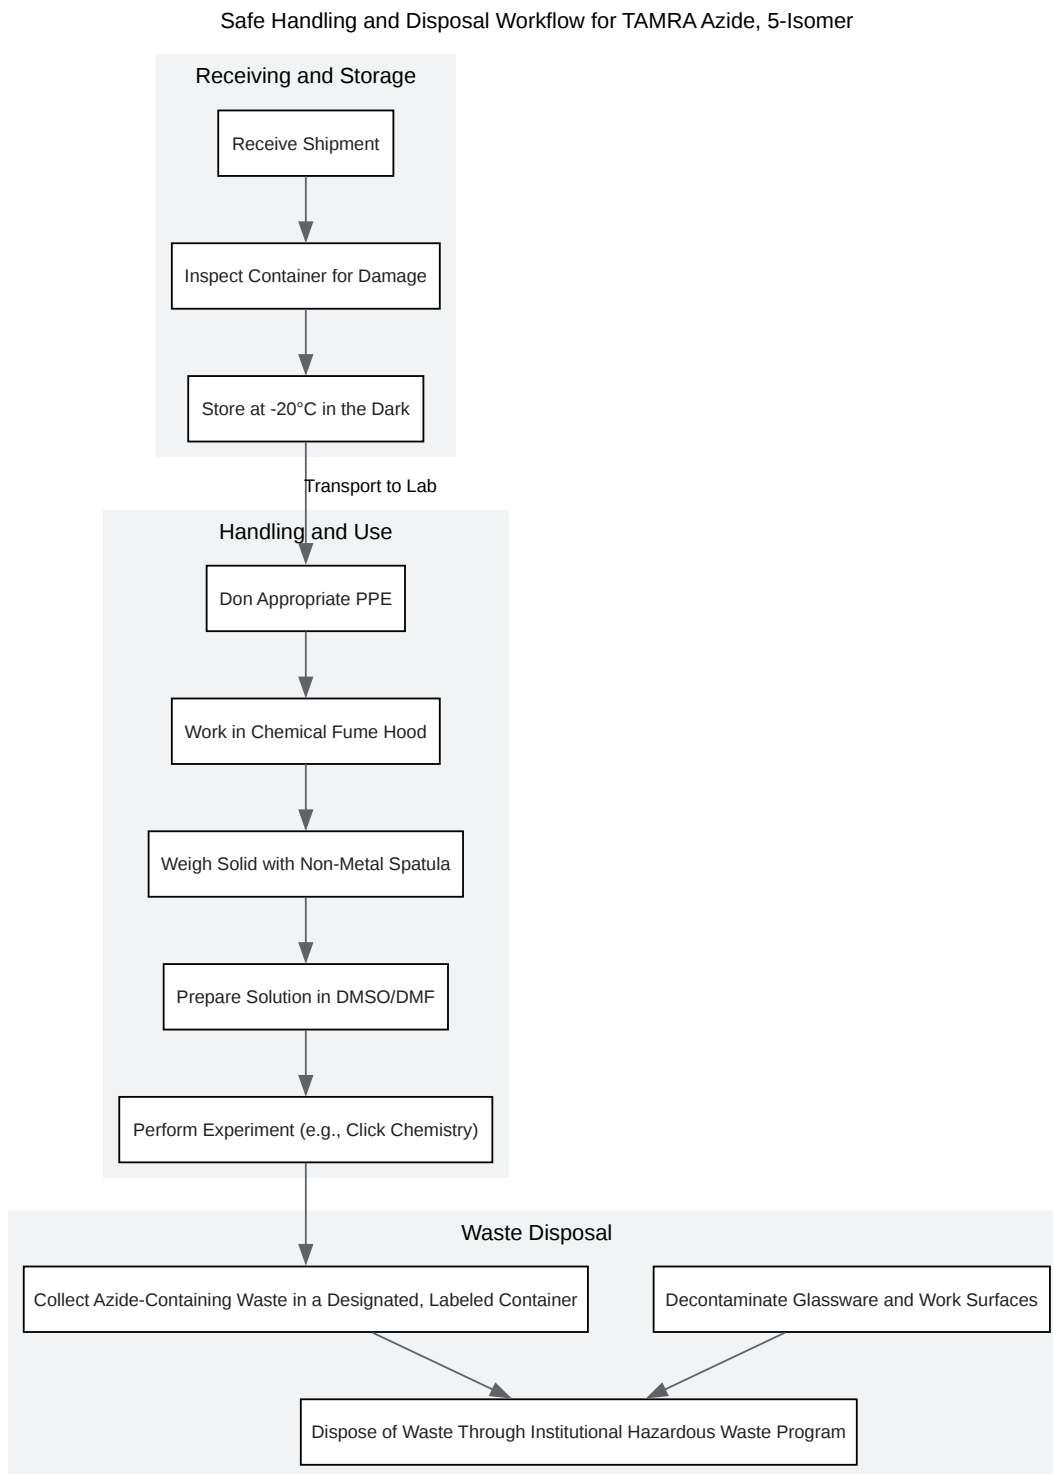 Safe Handling and Disposal Workflow for TAMRA Azide, 5-Isomer
Receiving and Storage
Receive Shipment
Inspect Container for Damage
Store at -20°C in the Dark
Transport to Lab
Handling and Use
Don Appropriate PPE
Work in Chemical Fume Hood
Weigh Solid with Non-Metal Spatula
Prepare Solution in DMSO/DMF
Perform Experiment (e.g., Click Chemistry)
Waste Disposal
Collect Azide-Containing Waste in a Designated, Labeled Container
Decontaminate Glassware and Work Surfaces
Dispose of Waste Through Institutional Hazardous Waste Program